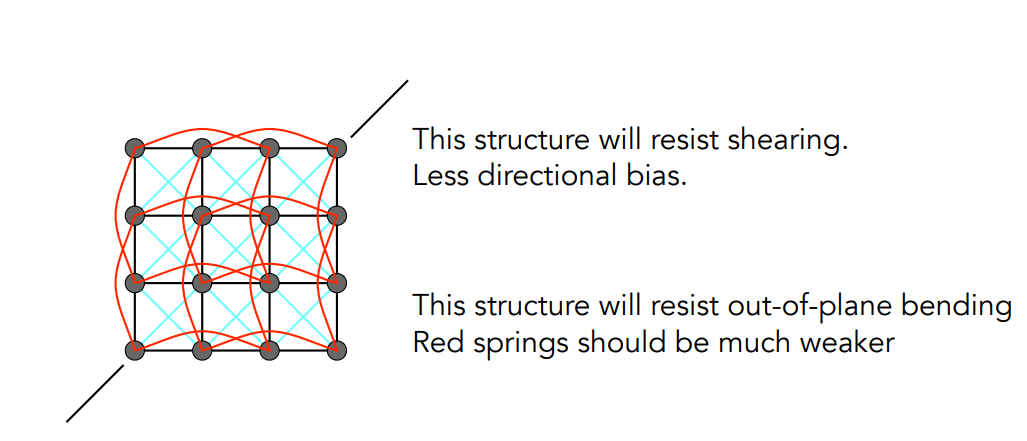 This structure will resist shearing.
Less directional bias.
This structure will resist out-of-plane bending
Red springs should be much weaker